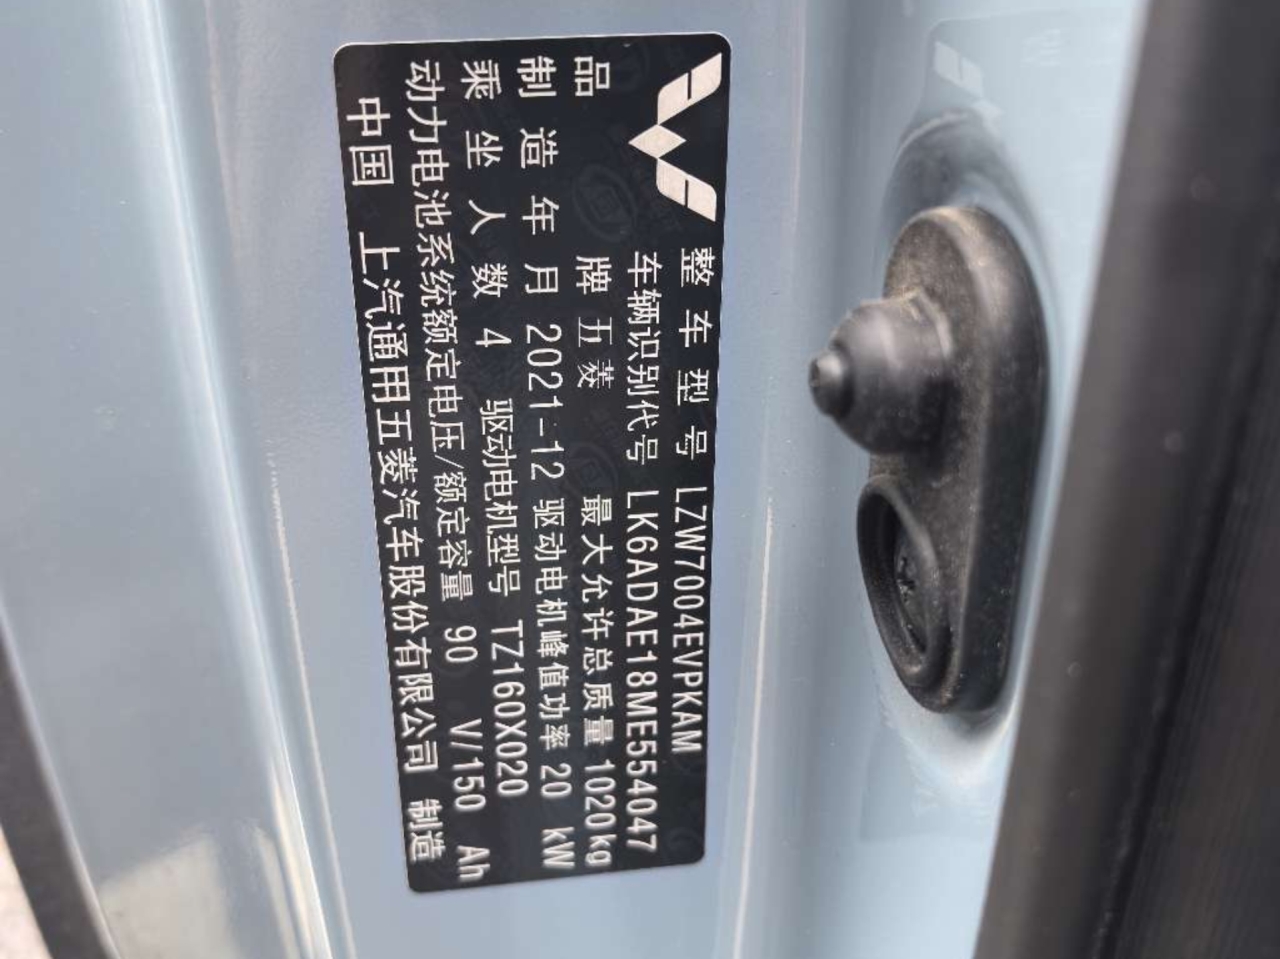 整车型号 LZW7004EVPKAM
车辆识别代号 LK6ADAE18ME554047
品牌 五菱 最大允许总质量 1020kg
制造年月 2021-12 驱动电机峰值功率 20 kW
乘坐人数 4 驱动电机型号 TZ160X020
动力电池系统额定电压/额定容量 90 V/150 Ah
中国 上汽通用五菱汽车股份有限公司 制造